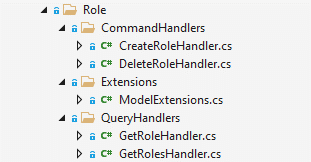 Role
CommandHandlers
C# CreateRoleHandler.cs
C# DeleteRoleHandler.cs
Extensions
C# ModelExtensions.cs
QueryHandlers
C# GetRoleHandler.cs
C# GetRolesHandler.cs